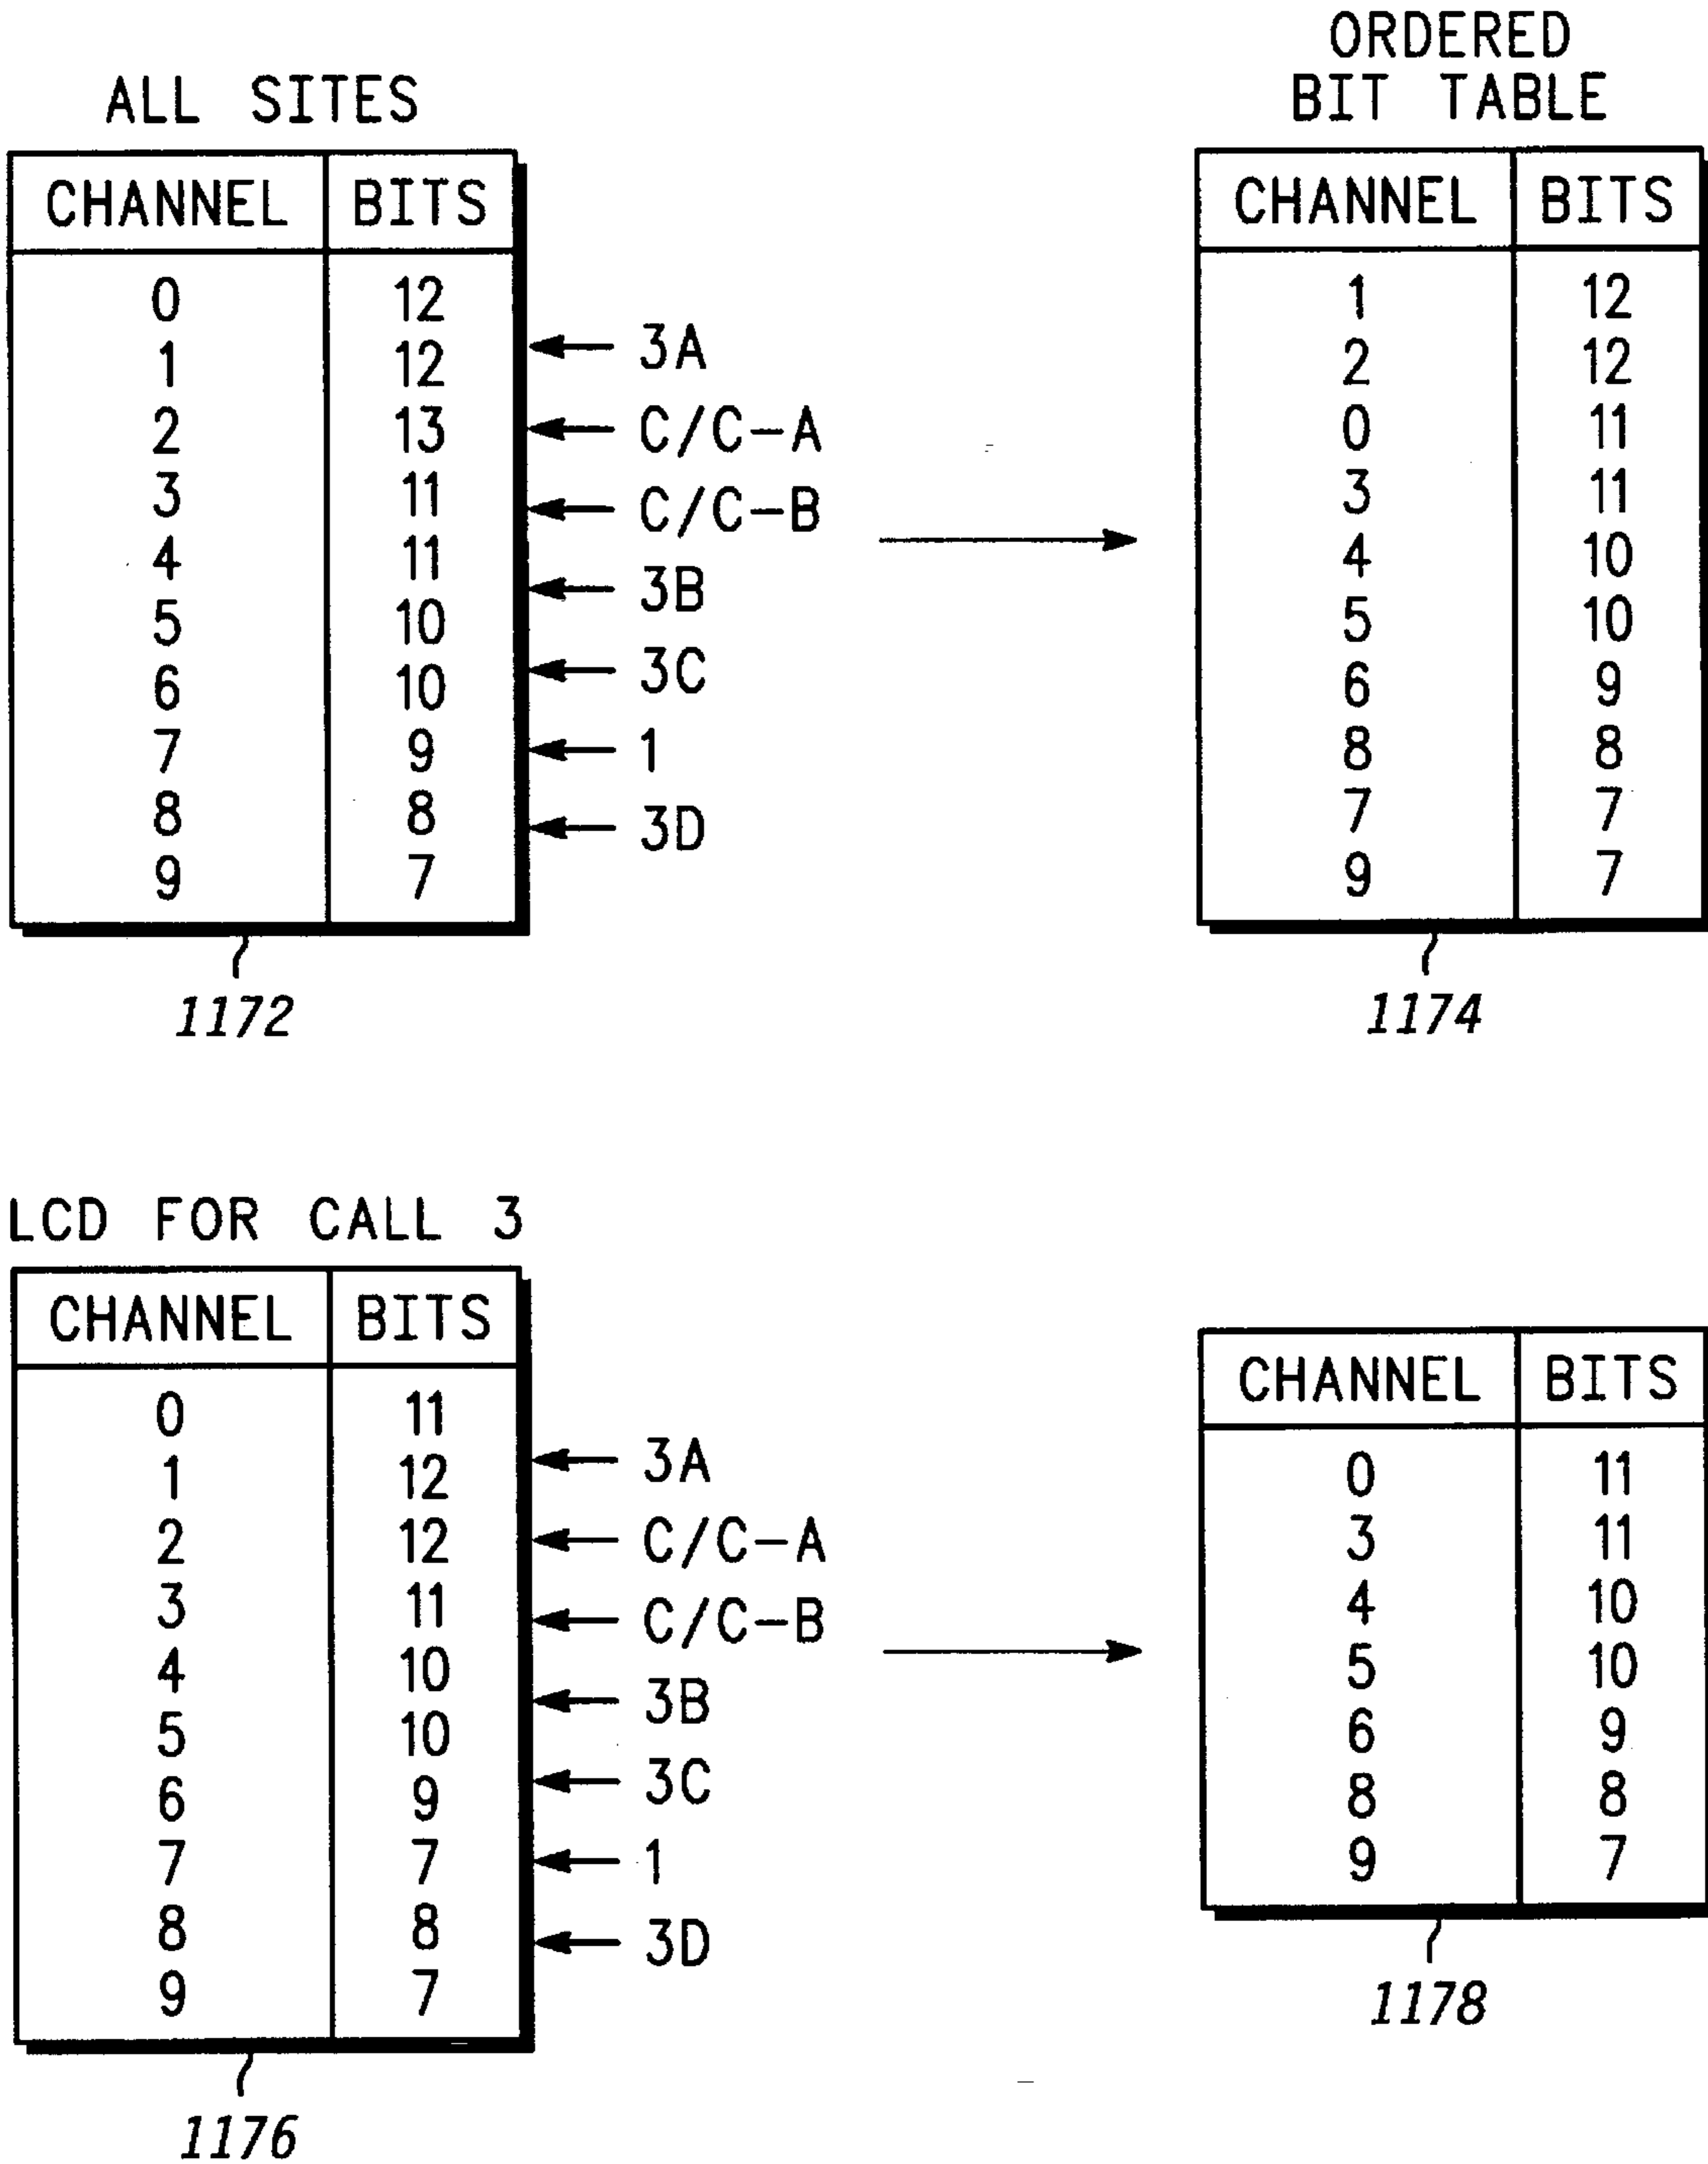 ALL SITES
CHANNEL BITS
0 12
1 12
2 13
3 11
4 11
5 10
6 10
7 9
8 8
9 7
3A
C/C-A
C/C-B
3B
3C
1
3D
1172
ORDERED
BIT TABLE
CHANNEL BITS
1 12
2 12
0 11
3 11
4 10
5 10
6 9
8 8
7 7
9 7
1174
LCD FOR CALL 3
CHANNEL BITS
0 11
1 12
2 12
3 11
4 10
5 10
6 9
7 7
8 8
9 7
3A
C/C-A
C/C-B
3B
3C
1
3D
1176
CHANNEL BITS
0 11
3 11
4 10
5 10
6 9
8 8
9 7
1178